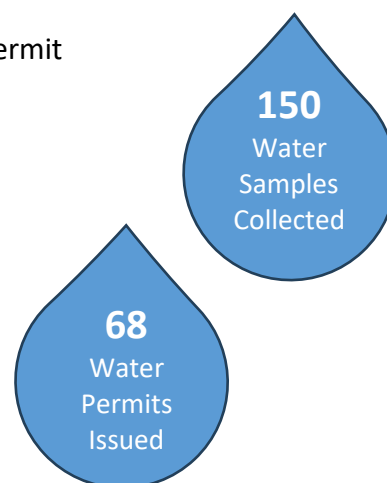 ermit
150
Water
Samples
Collected
68
Water
Permits
Issued